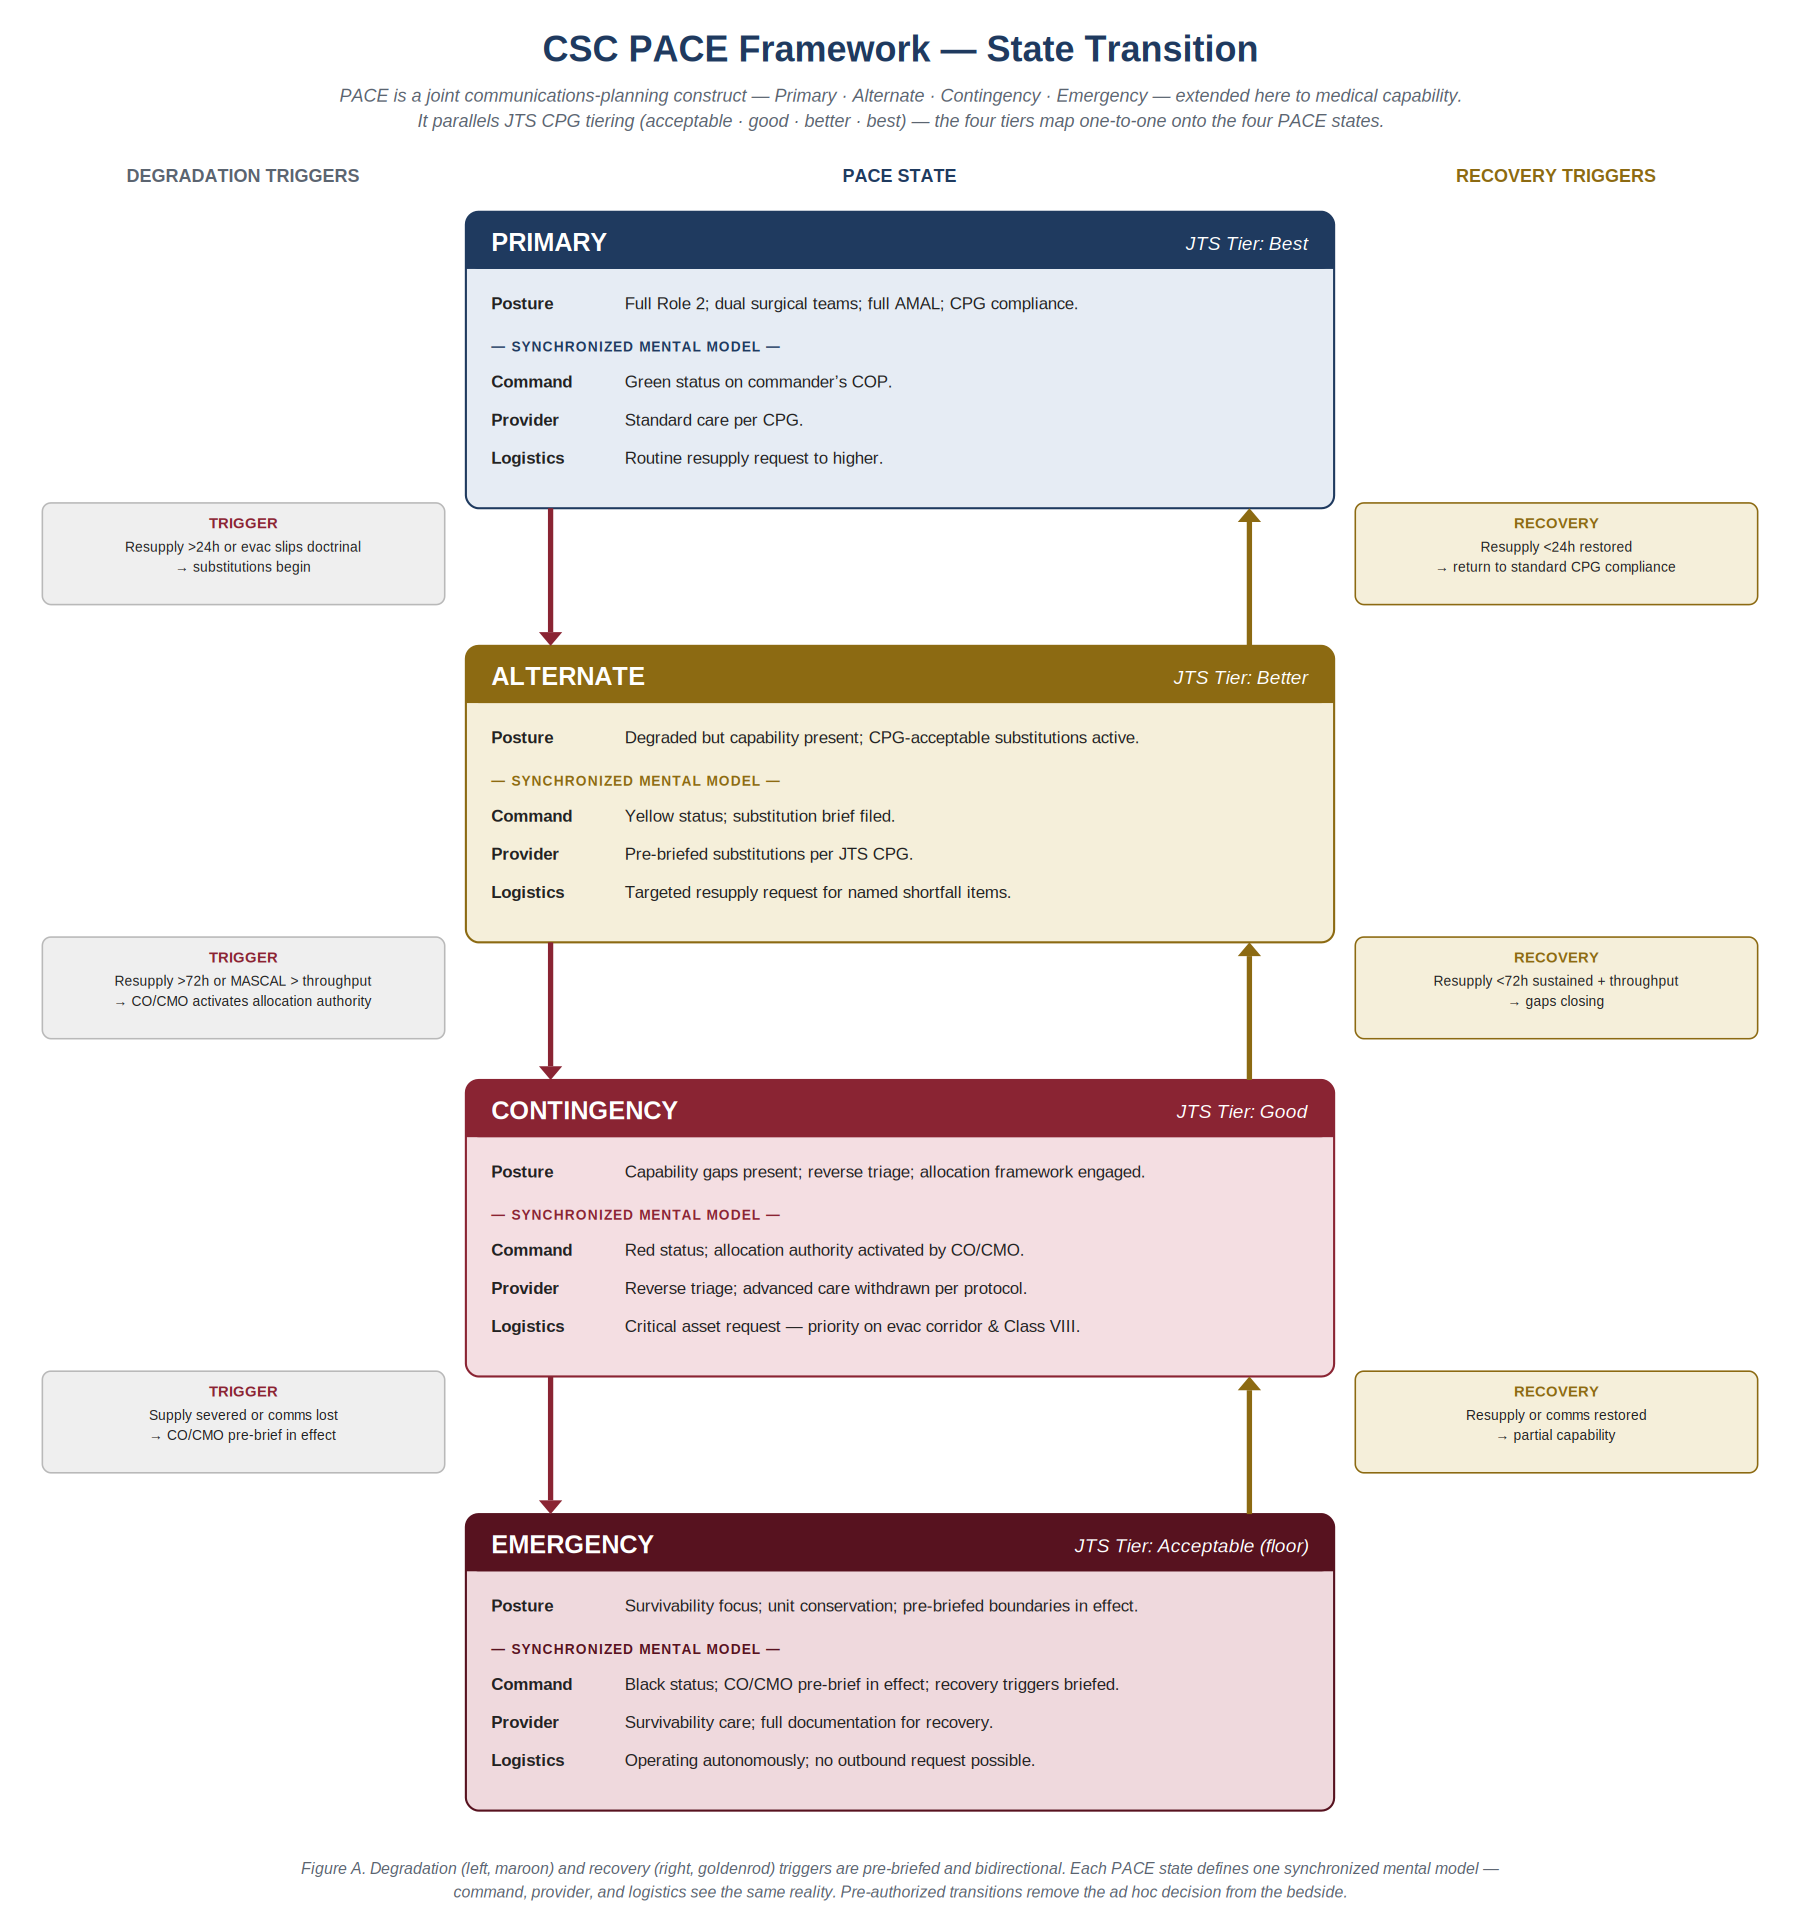 CSC PACE Framework — State Transition
PACE is a joint communications-planning construct — Primary · Alternate · Contingency · Emergency — extended here to medical capability.
It parallels JTS CPG tiering (acceptable · good · better · best) — the four tiers map one-to-one onto the four PACE states.
DEGRADATION TRIGGERS
PACE STATE
RECOVERY TRIGGERS
PRIMARY
JTS Tier: Best
Posture Full Role 2; dual surgical teams; full AMAL; CPG compliance.
— SYNCHRONIZED MENTAL MODEL —
Command Green status on commander’s COP.
Provider Standard care per CPG.
Logistics Routine resupply request to higher.
TRIGGER
Resupply >24h or evac slips doctrinal
→ substitutions begin
RECOVERY
Resupply <24h restored
→ return to standard CPG compliance
ALTERNATE
JTS Tier: Better
Posture Degraded but capability present; CPG-acceptable substitutions active.
— SYNCHRONIZED MENTAL MODEL —
Command Yellow status; substitution brief filed.
Provider Pre-briefed substitutions per JTS CPG.
Logistics Targeted resupply request for named shortfall items.
TRIGGER
Resupply >72h or MASCAL > throughput
→ CO/CMO activates allocation authority
RECOVERY
Resupply <72h sustained + throughput
→ gaps closing
CONTINGENCY
JTS Tier: Good
Posture Capability gaps present; reverse triage; allocation framework engaged.
— SYNCHRONIZED MENTAL MODEL —
Command Red status; allocation authority activated by CO/CMO.
Provider Reverse triage; advanced care withdrawn per protocol.
Logistics Critical asset request — priority on evac corridor & Class VIII.
TRIGGER
Supply severed or comms lost
→ CO/CMO pre-brief in effect
RECOVERY
Resupply or comms restored
→ partial capability
EMERGENCY
JTS Tier: Acceptable (floor)
Posture Survivability focus; unit conservation; pre-briefed boundaries in effect.
— SYNCHRONIZED MENTAL MODEL —
Command Black status; CO/CMO pre-brief in effect; recovery triggers briefed.
Provider Survivability care; full documentation for recovery.
Logistics Operating autonomously; no outbound request possible.
Figure A. Degradation (left, maroon) and recovery (right, goldenrod) triggers are pre-briefed and bidirectional. Each PACE state defines one synchronized mental model —
command, provider, and logistics see the same reality. Pre-authorized transitions remove the ad hoc decision from the bedside.